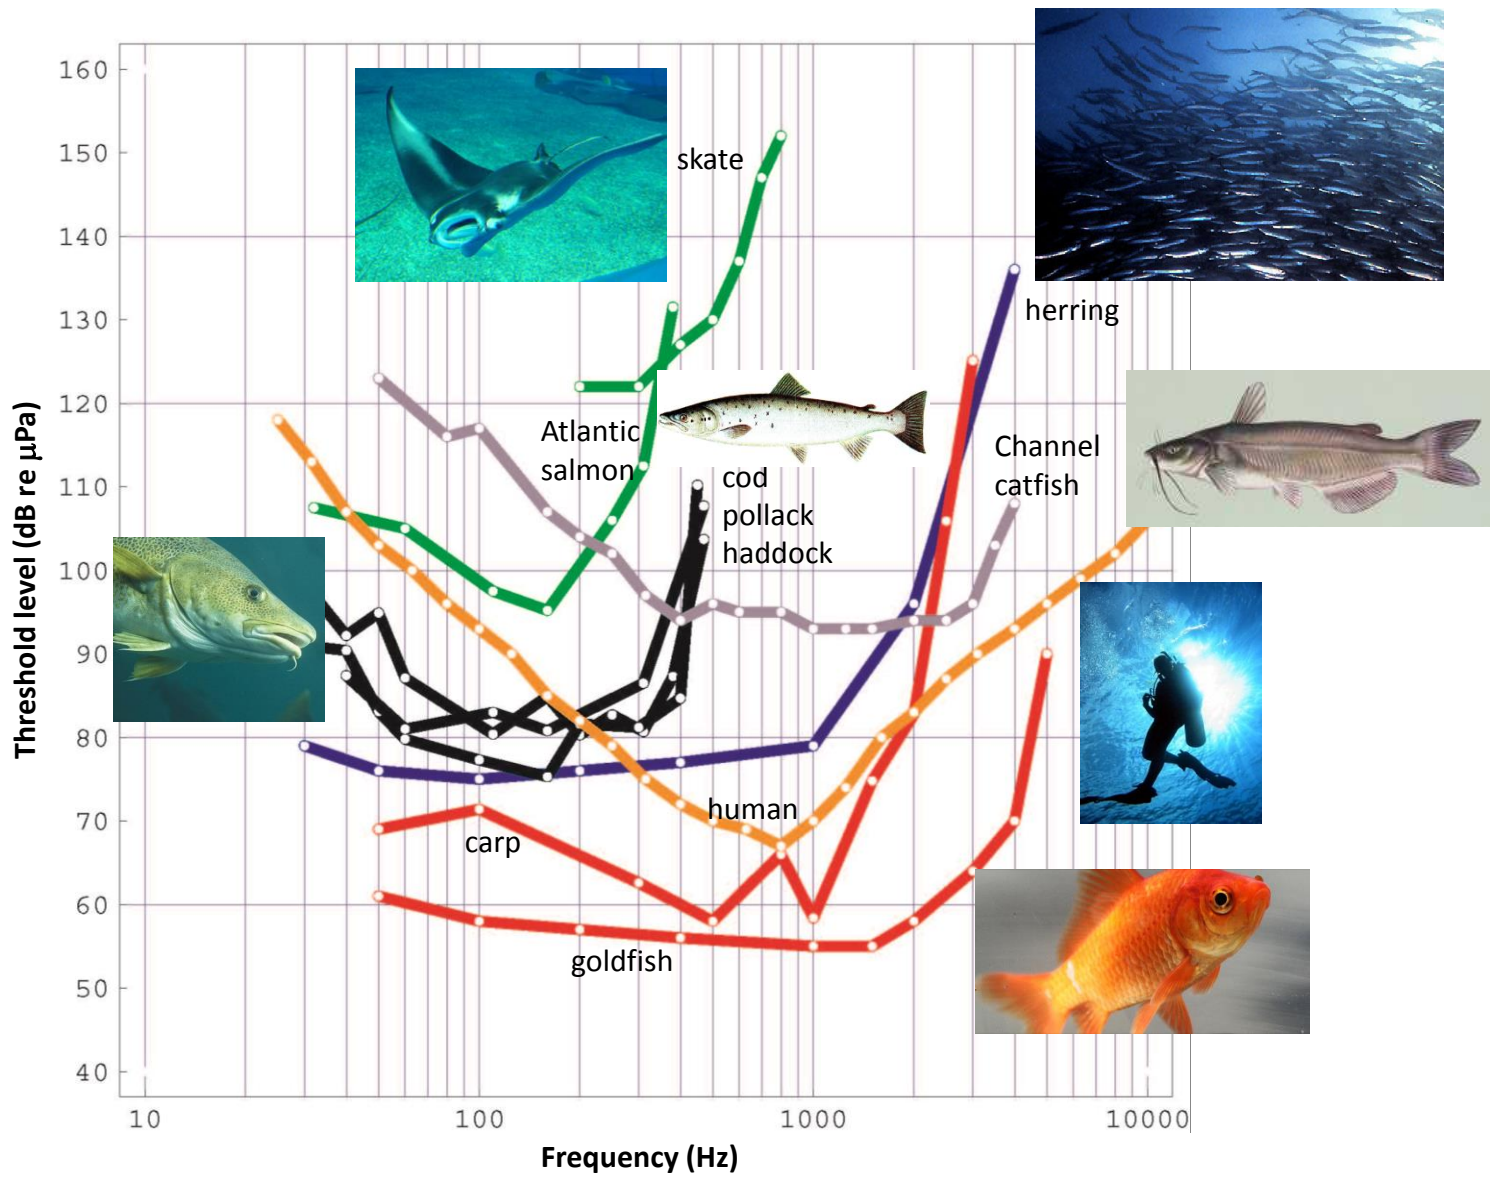 160
150
140
130
120
110
100
90
80
70
60
50
40
Threshold level (dB re μPa)
skate
herring
Atlantic
salmon
Channel
catfish
cod
pollack
haddock
human
carp
goldfish
10
100
1000
10000
Frequency (Hz)